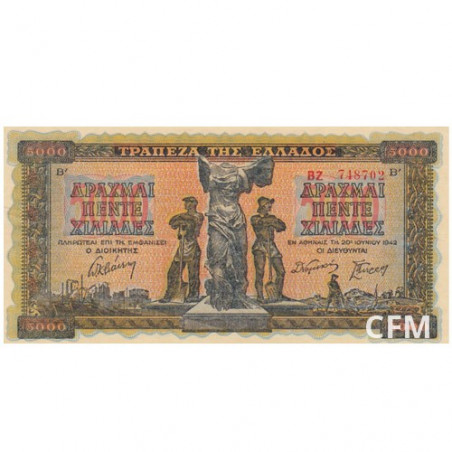 5000 ΤΡΑΠΕΖΑ ΤΗΣ ΕΛΛΑΔΟΣ 5000
Β' ΒΖ 748702 Β'
ΔΡΑΧΜΑΙ
ΠΕΝΤΕ
ΧΙΛΙΑΔΕΣ
ΠΛΗΡΩΤΕΑΙ ΕΠΙ ΤΗ ΕΜΦΑΝΙΣΕΙ
Ο ΔΙΟΙΚΗΤΗΣ
ΔΡΑΧΜΑΙ
ΠΕΝΤΕ
ΧΙΛΙΑΔΕΣ
ΕΝ ΑΘΗΝΑΙΣ ΤΗ 20ῌ ΙΟΥΝΙΟΥ 1942
ΟΙ ΔΙΕΥΘΥΝΤΑΙ
5000
CFM